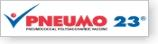 PNEUMO 23®
PNEUMOCOCCAL POLYSACCHARIDE VACCINE